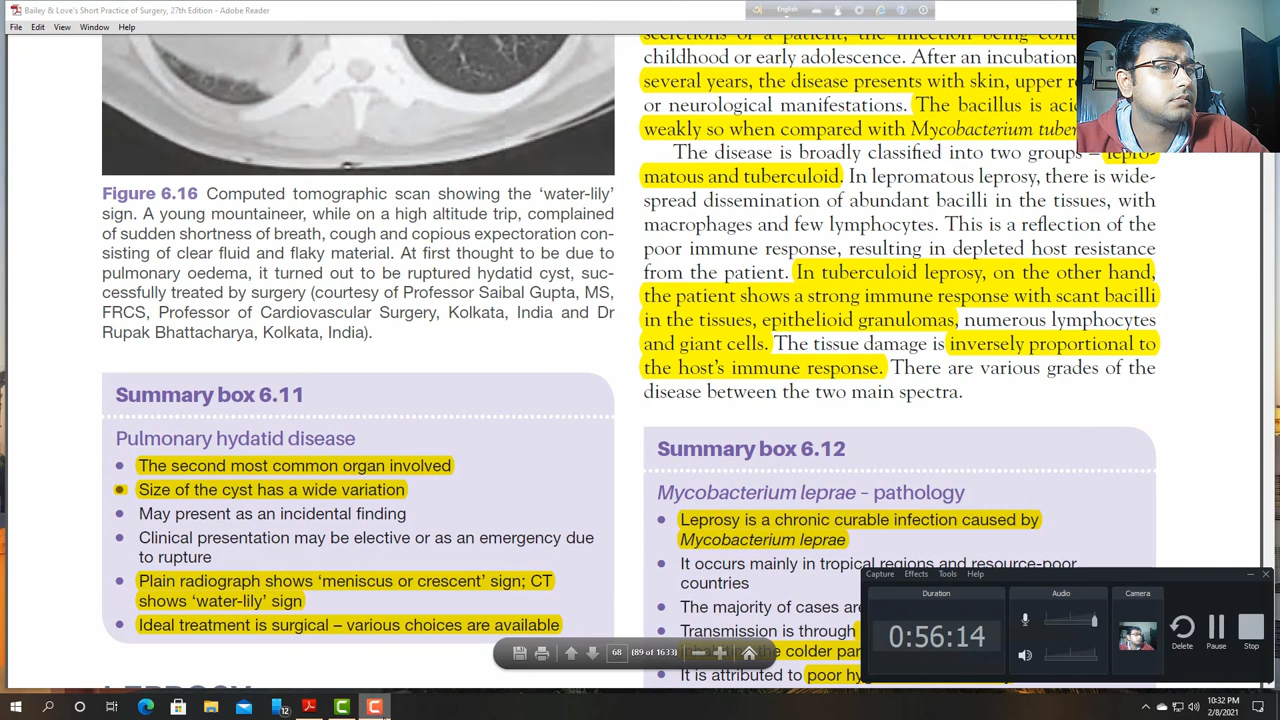 Bailey & Love's Short Practice of Surgery, 27th Edition - Adobe Reader
English
File Edit View Window Help
Figure 6.16 Computed tomographic scan showing the 'water-lily'
sign. A young mountaineer, while on a high altitude trip, complained
of sudden shortness of breath, cough and copious expectoration con-
sisting of clear fluid and flaky material. At first thought to be due to
pulmonary oedema, it turned out to be ruptured hydatid cyst, suc-
cessfully treated by surgery (courtesy of Professor Saibal Gupta, MS,
FRCS, Professor of Cardiovascular Surgery, Kolkata, India and Dr
Rupak Bhattacharya, Kolkata, India).
Summary box 6.11
Pulmonary hydatid disease
• The second most common organ involved
• Size of the cyst has a wide variation
• May present as an incidental finding
• Clinical presentation may be elective or as an emergency due
to rupture
• Plain radiograph shows 'meniscus or crescent' sign; CT
shows 'water-lily' sign
• Ideal treatment is surgical – various choices are available
secretions of a patient, the infection being
childhood or early adolescence. After an incubation
several years, the disease presents with skin, upper
or neurological manifestations. The bacillus is
weakly so when compared with Mycobacterium
The disease is broadly classified into two groups – lepro-
matous and tuberculoid. In lepromatous leprosy, there is wide-
spread dissemination of abundant bacilli in the tissues, with
macrophages and few lymphocytes. This is a reflection of the
poor immune response, resulting in depleted host resistance
from the patient. In tuberculoid leprosy, on the other hand,
the patient shows a strong immune response with scant bacilli
in the tissues, epithelioid granulomas, numerous lymphocytes
and giant cells. The tissue damage is inversely proportional to
the host's immune response. There are various grades of the
disease between the two main spectra.
Summary box 6.12
Mycobacterium leprae – pathology
• Leprosy is a chronic curable infection caused by
Mycobacterium leprae
• It occurs mainly in tropical regions and resource-poor
countries
• The majority of cases are
• Transmission is through
the colder
• It is attributed to poor
68 (89 of 1633)
Capture Effects Tools Help
Duration Audio Camera
0:56:14
Delete Pause Stop
12
10:32 PM
2/8/2021